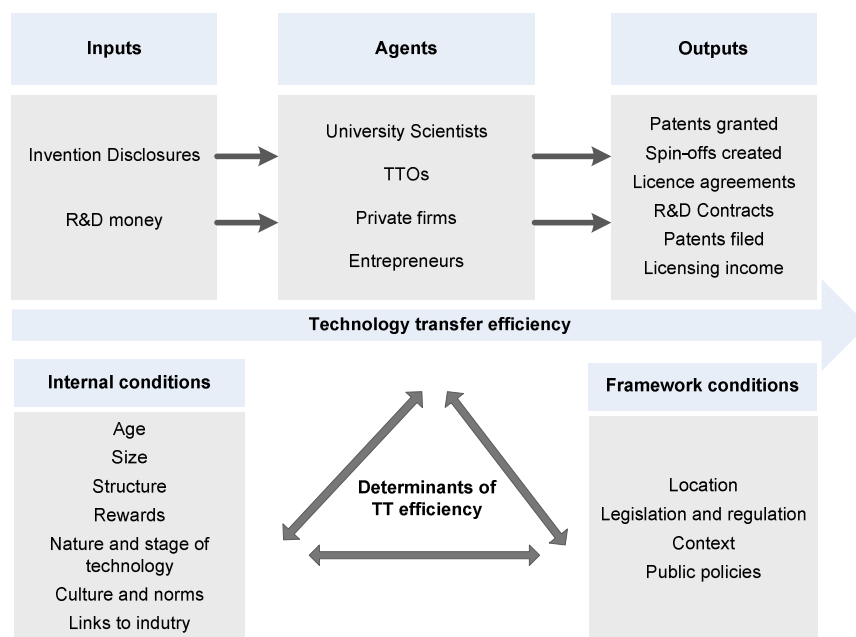 Inputs
Agents
Outputs
Invention Disclosures
R&D money
University Scientists
TTOs
Private firms
Entrepreneurs
Patents granted
Spin-offs created
Licence agreements
R&D Contracts
Patents filed
Licensing income
Technology transfer efficiency
Internal conditions
Age
Size
Structure
Rewards
Nature and stage of
technology
Culture and norms
Links to indutry
Determinants of
TT efficiency
Framework conditions
Location
Legislation and regulation
Context
Public policies